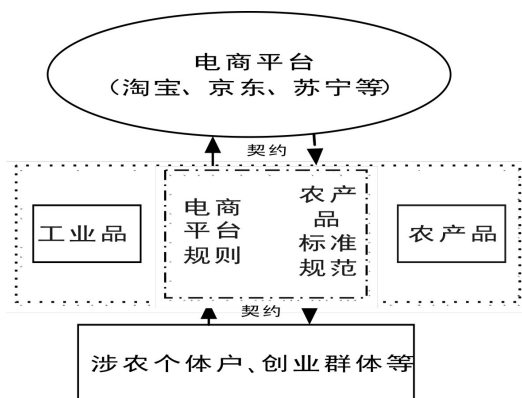 电商平台
（淘宝、京东、苏宁等）
契约
工业品
电商
平台
规则
农产
品
标准
规范
农产品
契约
涉农个体户、创业群体等